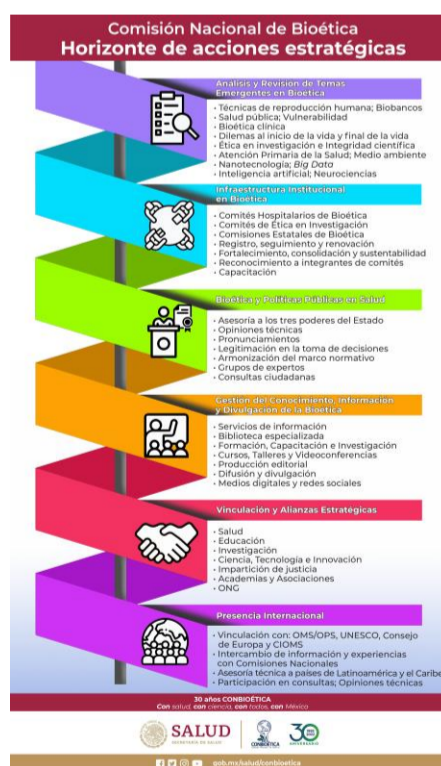 Comisión Nacional de Bioética
Horizonte de acciones estratégicas
Análisis y Revisión de Temas
Emergentes en Bioética
• Técnicas de reproducción humana; Biobancos
• Salud pública; Vulnerabilidad
• Bioética clínica
• Dilemas al inicio de la vida y final de la vida
• Ética en investigación e Integridad científica
• Atención Primaria de la Salud; Medio ambiente
• Nanotecnología; Big Data
• Inteligencia artificial; Neurociencias
Infraestructura Institucional
en Bioética
• Comités Hospitalarios de Bioética
• Comités de Ética en Investigación
• Comisiones Estatales de Bioética
• Registro, seguimiento y renovación
• Fortalecimiento, consolidación y sustentabilidad
• Reconocimiento a integrantes de comités
• Capacitación
Bioética y Políticas Públicas en Salud
• Asesoría a los tres poderes del Estado
• Opiniones técnicas
• Pronunciamientos
• Legitimación en la toma de decisiones
• Armonización del marco normativo
• Grupos de expertos
• Consultas ciudadanas
Gestión del Conocimiento, Información
y Divulgación de la Bioética
• Servicios de información
• Biblioteca especializada
• Formación, Capacitación e Investigación
• Cursos, Talleres y Videoconferencias
• Producción editorial
• Difusión y divulgación
• Medios digitales y redes sociales
Vinculación y Alianzas Estratégicas
• Salud
• Educación
• Investigación
• Ciencia, Tecnología e Innovación
• Impartición de justicia
• Academias y Asociaciones
• ONG
Presencia Internacional
• Vinculación con: OMS/OPS, UNESCO, Consejo
de Europa y CIOMS
• Intercambio de información y experiencias
con Comisiones Nacionales
• Asesoría técnica a países de Latinoamérica y el Caribe
• Participación en consultas; Opiniones técnicas
30 años CONBIOÉTICA
Con salud, con ciencia, con todos, con México
SALUD
SECRETARÍA DE SALUD
CONBIOÉTICA
30
ANIVERSARIO
gob.mx/salud/conbioetica